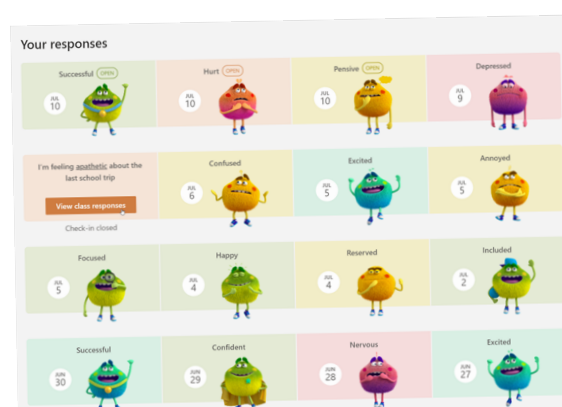 Your responses
Successful OPEN
JUL
10
Hurt OPEN
JUL
10
Pensive OPEN
JUL
10
Depressed
JUL
9
I'm feeling apathetic about the
last school trip
View class responses
Check-in closed
Confused
JUL
6
Excited
JUL
5
Annoyed
JUL
5
Focused
JUL
5
Happy
JUL
4
Reserved
JUL
4
Included
JUL
2
Successful
JUN
30
Confident
JUN
29
Nervous
JUN
28
Excited
JUN
27